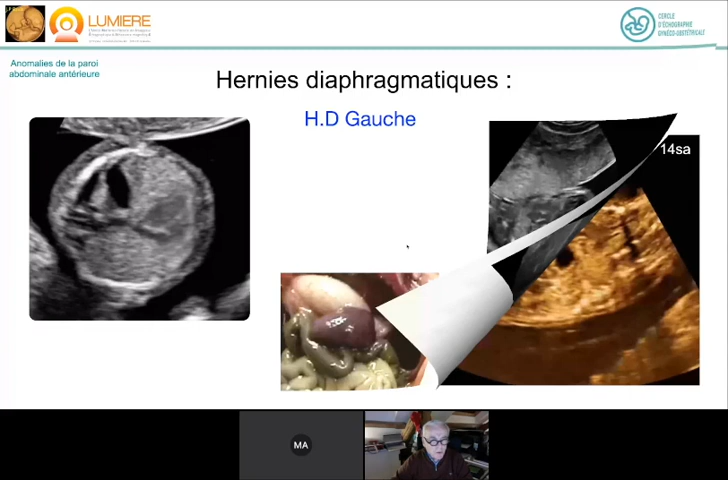 LUMIERE
CERCLE
D'ÉCHOGRAPHIE
GYNÉCO-OBSTÉTRICALE
Anomalies de la paroi
abdominale antérieure
Hernies diaphragmatiques :
H.D Gauche
14sa
MA